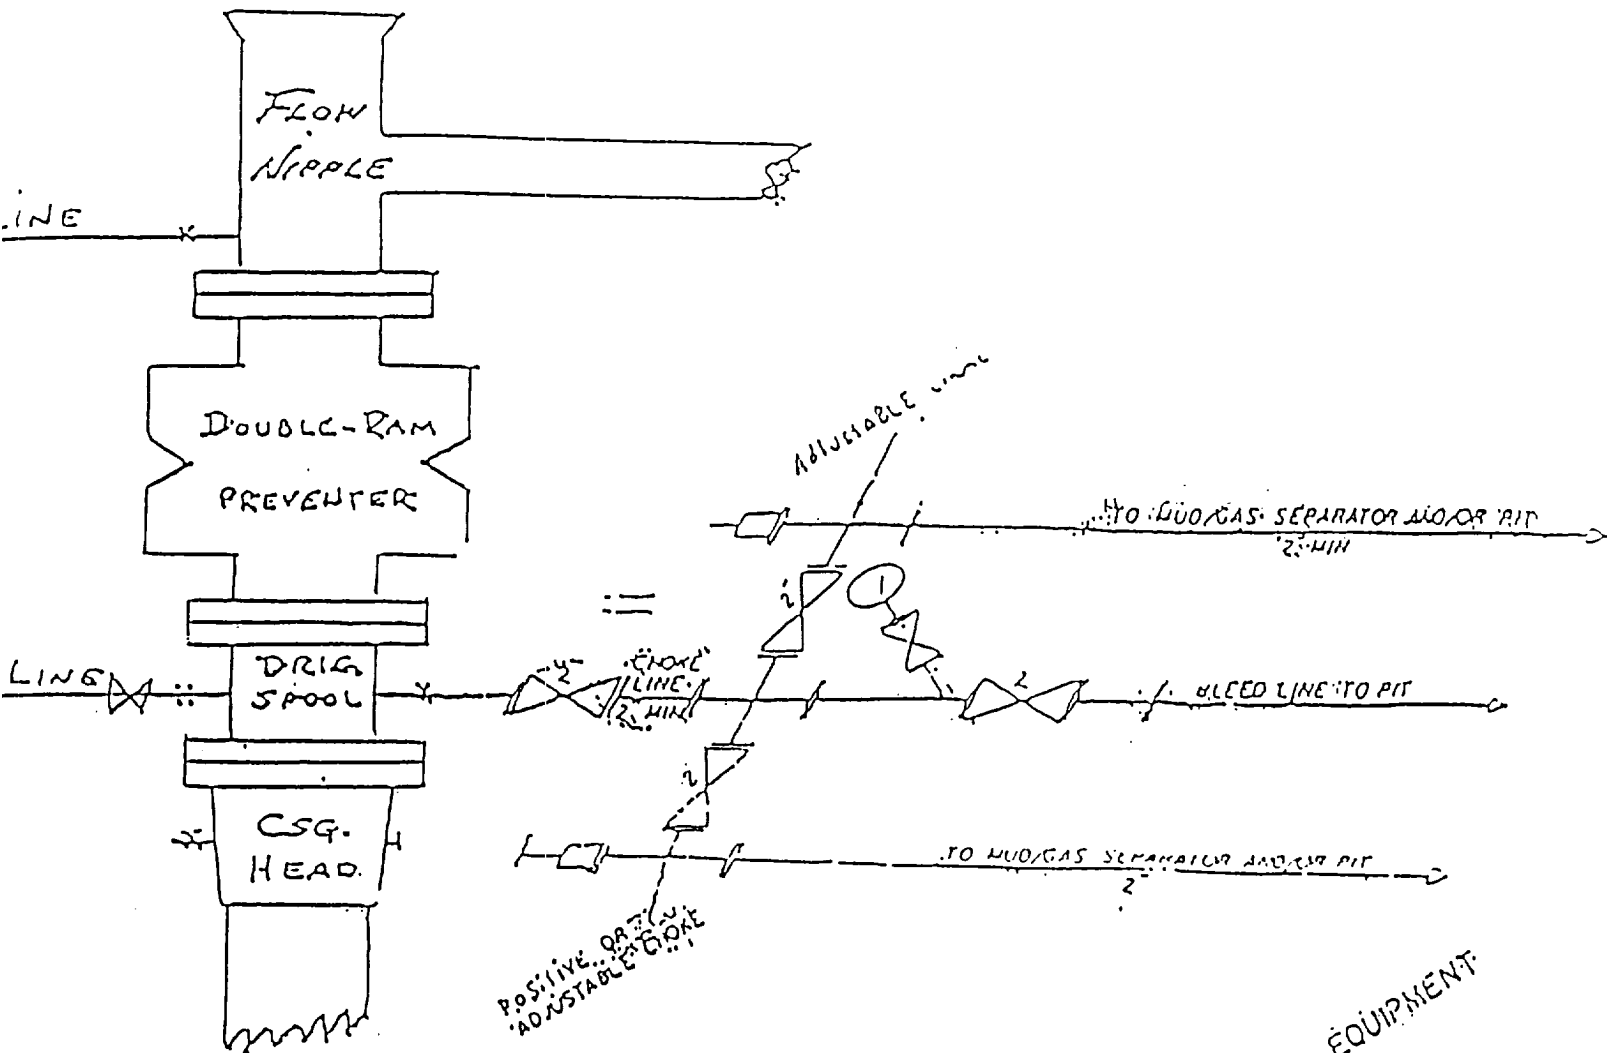 FLOW
NIPPLE
LINE
DOUBLE-RAM
PREVENTER
ADJUSTABLE
TO MUD/GAS SEPARATOR AND/OR PIT
2" MIN
2
1
LINE
DRLG
SPOOL
CHOKE
LINE
2" MIN
2
BLEED LINE TO PIT
2
CSG.
HEAD
TO MUD/GAS SEPARATOR AND/OR PIT
2"
POSITIVE OR
ADJUSTABLE CHOKE
EQUIPMENT